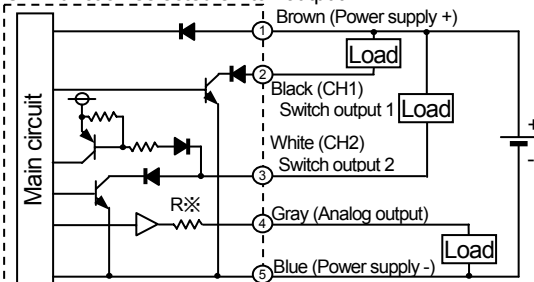 Brown (Power supply +)
1
Load
2
Black (CH1)
Switch output 1
Load
Main circuit
White (CH2)
Switch output 2
+
-
3
R※
4
Gray (Analog output)
Load
5
Blue (Power supply -)